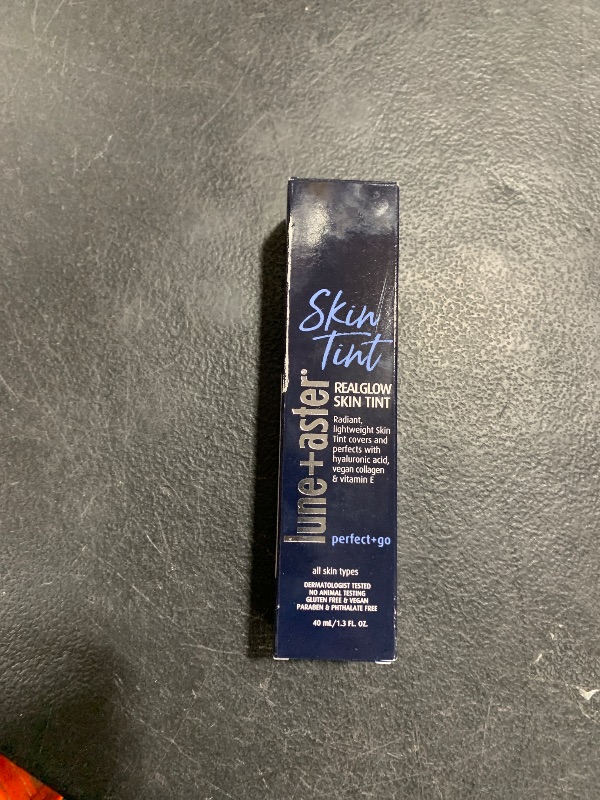 Skin
Tint
lune+aster®
REALGLOW
SKIN TINT
Radiant,
lightweight Skin
Tint covers and
perfects with
hyaluronic acid,
vegan collagen
& vitamin E
perfect+go
all skin types
DERMATOLOGIST TESTED
NO ANIMAL TESTING
GLUTEN FREE & VEGAN
PARABEN & PHTHALATE FREE
40 mL/1.3 FL. OZ.